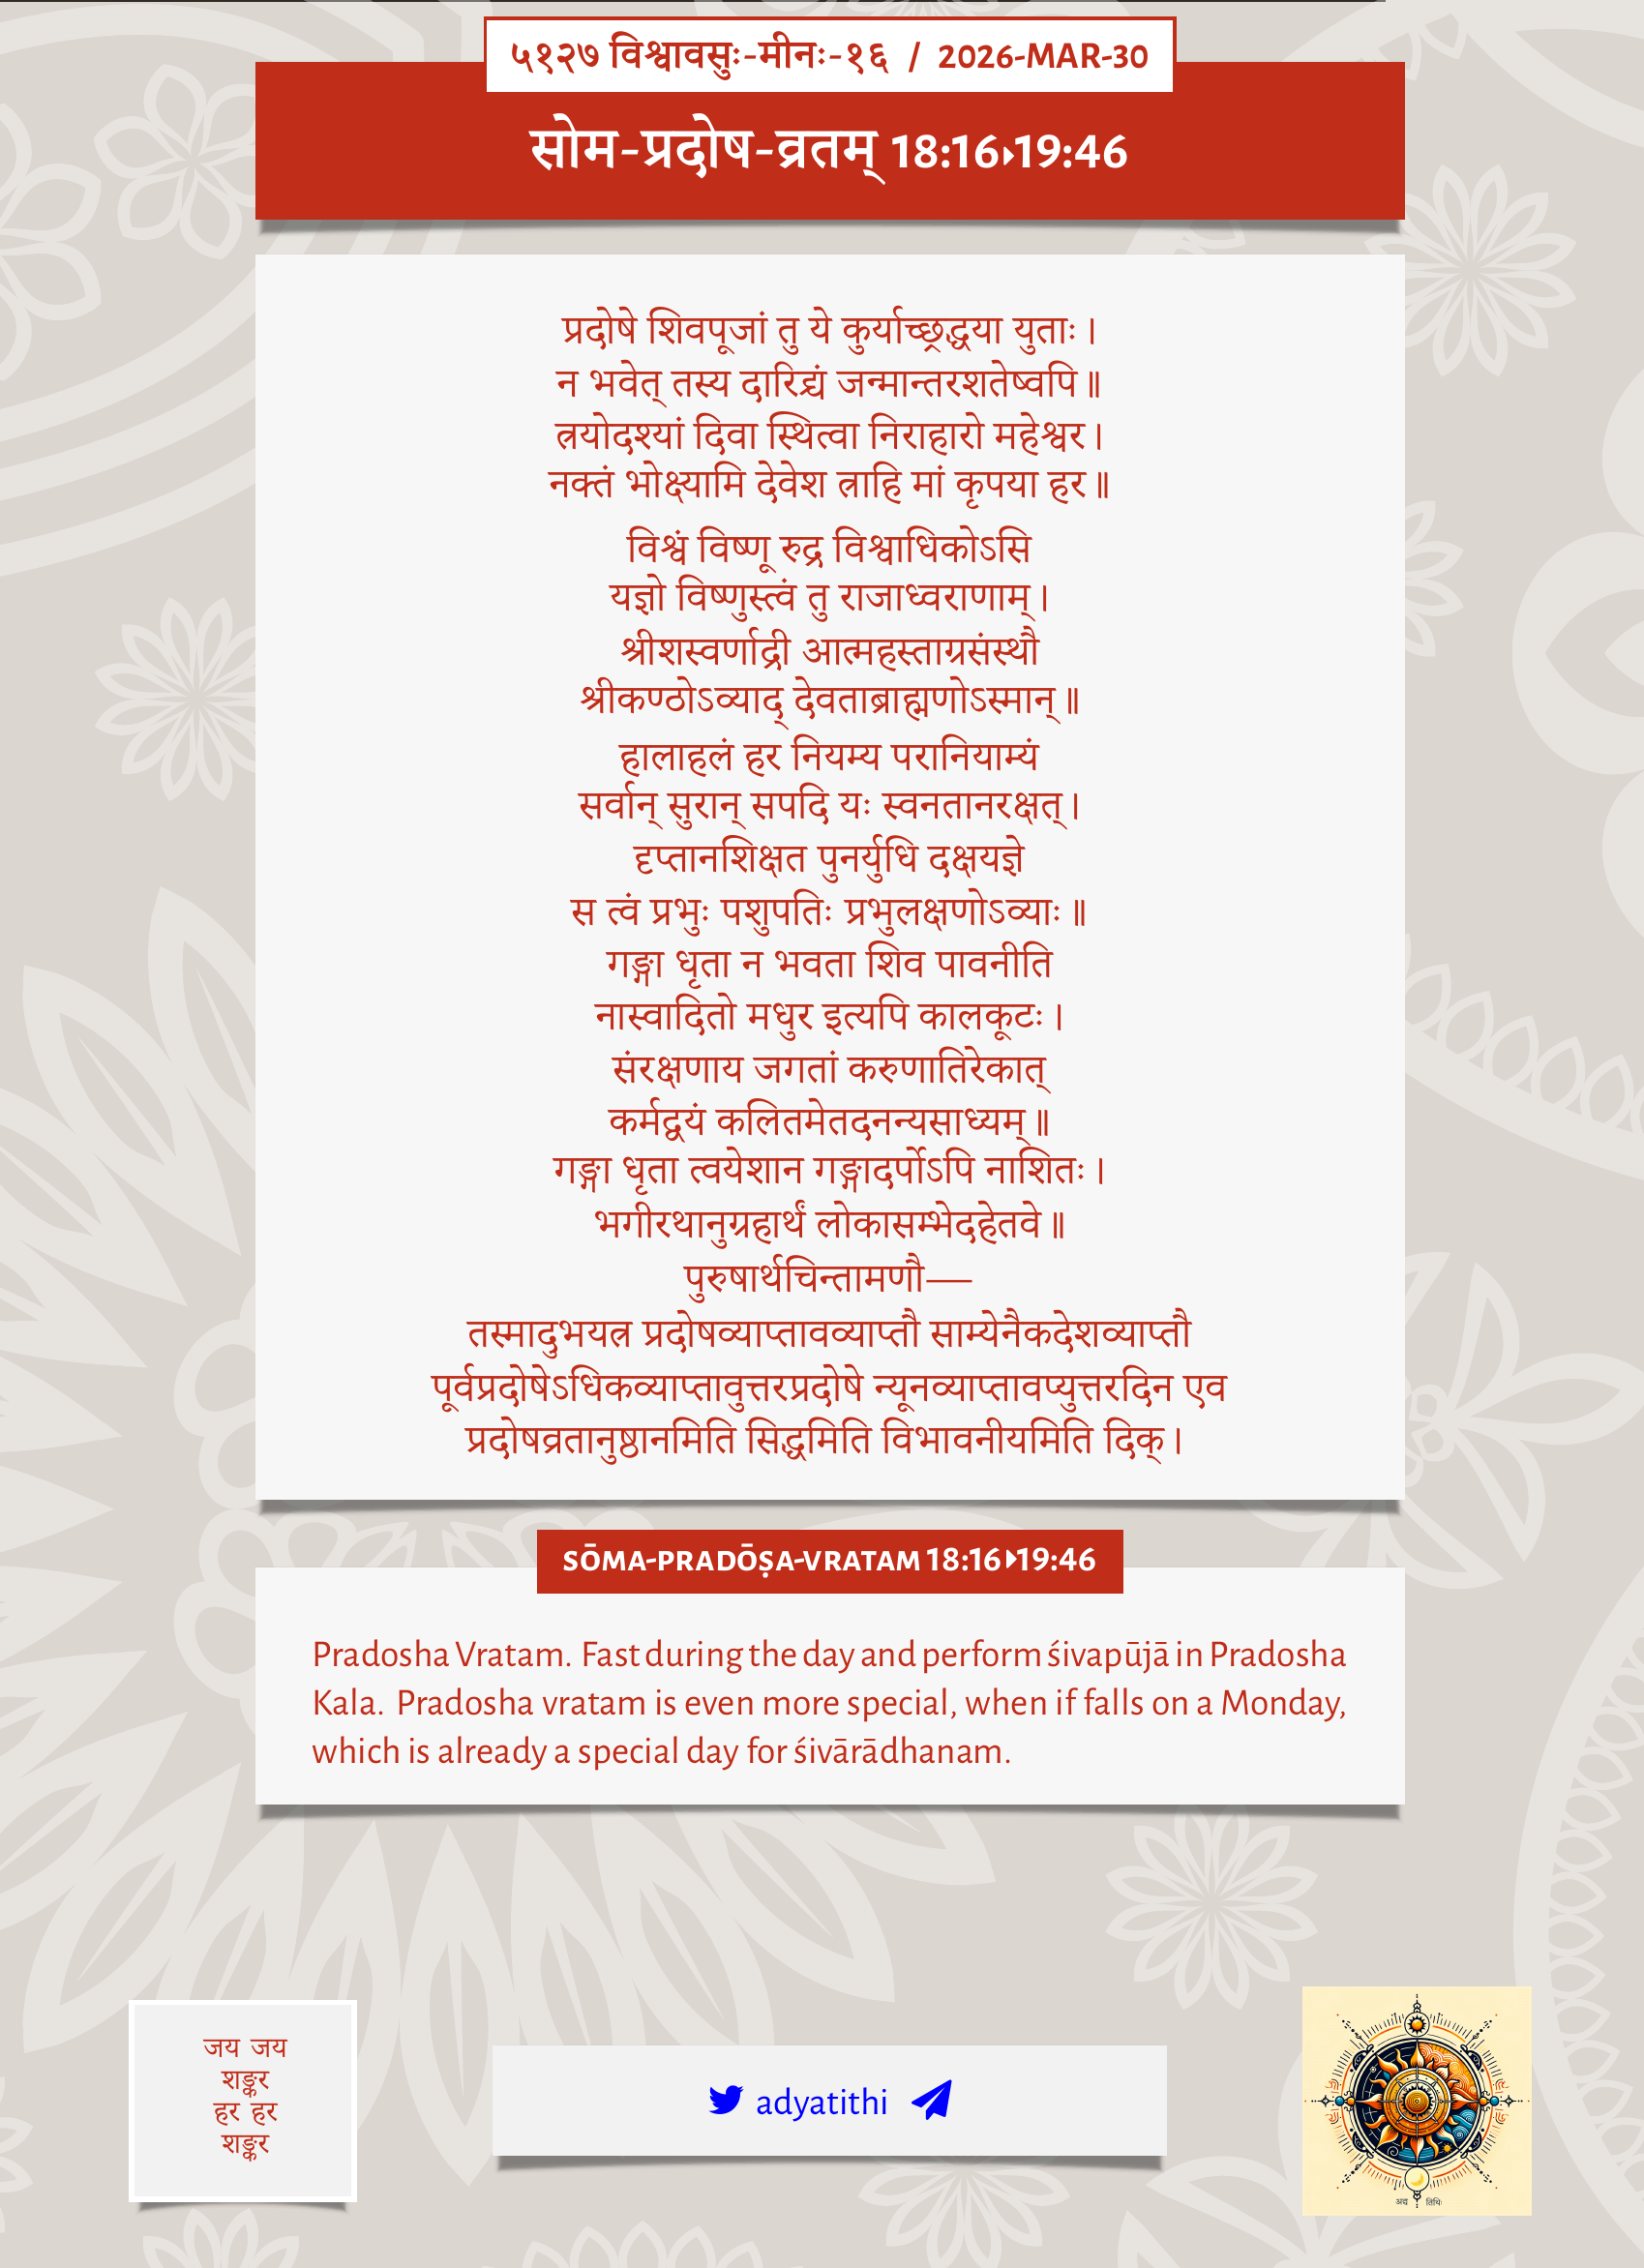 ५१२७ विश्वावसुः-मीनः-१६ / 2026-MAR-30
सोम-प्रदोष-व्रतम् 18:16▸19:46
प्रदोषे शिवपूजां तु ये कुर्याच्छ्रद्धया युताः।
न भवेत् तस्य दारिद्र्यं जन्मान्तरशतेष्वपि॥
त्रयोदश्यां दिवा स्थित्वा निराहारो महेश्वर।
नक्तं भोक्ष्यामि देवेश त्राहि मां कृपया हर॥
विश्वं विष्णू रुद्र विश्वाधिकोऽसि
यज्ञो विष्णुस्त्वं तु राजाध्वराणाम्।
श्रीशस्वर्णाद्री आत्महस्ताग्रसंस्थौ
श्रीकण्ठोऽव्याद् देवताब्राह्मणोऽस्मान्॥
हालाहलं हर नियम्य परानियाम्यं
सर्वान् सुरान् सपदि यः स्वनतानरक्षत्।
दृप्तानशिक्षत पुनर्युधि दक्षयज्ञे
स त्वं प्रभुः पशुपतिः प्रभुलक्षणोऽव्याः॥
गङ्गा धृता न भवता शिव पावनीति
नास्वादितो मधुर इत्यपि कालकूटः।
संरक्षणाय जगतां करुणातिरेकात्
कर्मद्वयं कलितमेतदनन्यसाध्यम्॥
गङ्गा धृता त्वयेशान गङ्गादर्पोऽपि नाशितः।
भगीरथानुग्रहार्थं लोकासम्भेदहेतवे॥
पुरुषार्थचिन्तामणौ—
तस्मादुभयत्र प्रदोषव्याप्तावव्याप्तौ साम्येनैकदेशव्याप्तौ
पूर्वप्रदोषेऽधिकव्याप्तावुत्तरप्रदोषे न्यूनव्याप्तावप्युत्तरदिन एव
प्रदोषव्रतानुष्ठानमिति सिद्धमिति विभावनीयमिति दिक्।
SŌMA-PRADŌṢA-VRATAM 18:16▸19:46
Pradosha Vratam. Fast during the day and perform śivapūjā in Pradosha
Kala. Pradosha vratam is even more special, when if falls on a Monday,
which is already a special day for śivārādhanam.
जय जय
शङ्कर
हर हर
शङ्कर
adyatithi
अद्य तिथिः